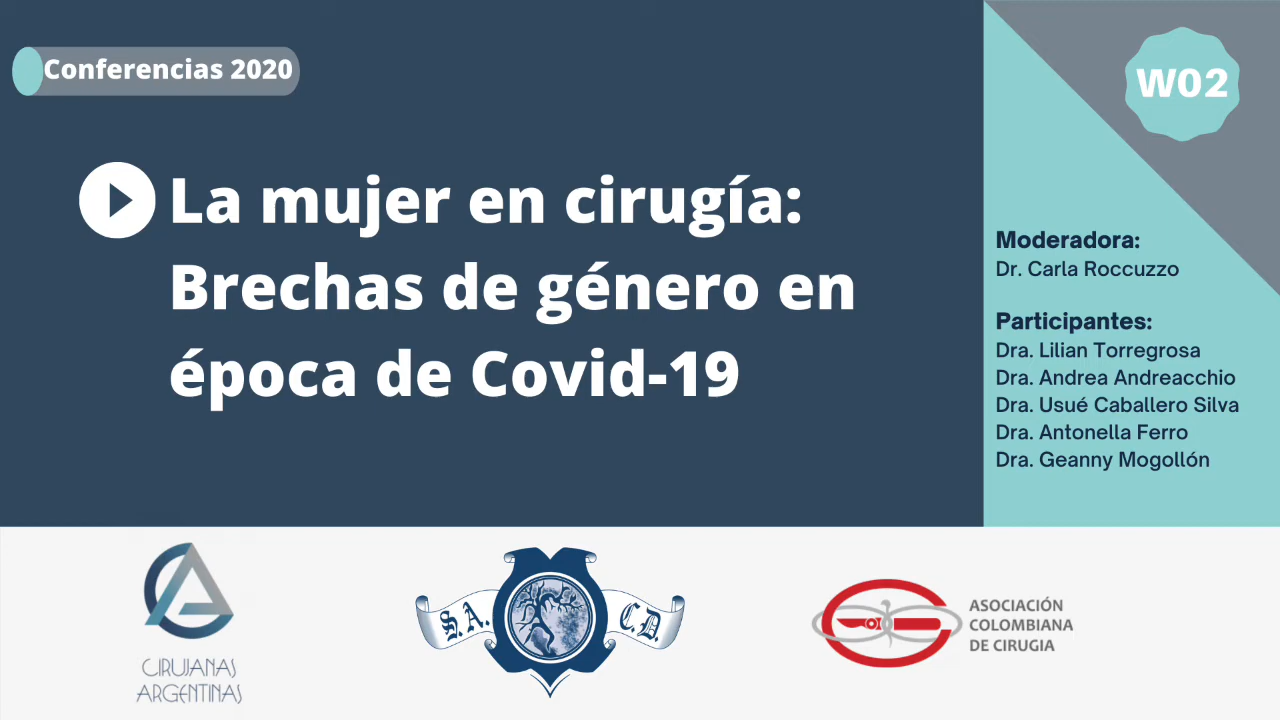 Conferencias 2020
W02
La mujer en cirugía:
Brechas de género en
época de Covid-19
Moderadora:
Dr. Carla Roccuzzo
Participantes:
Dra. Lilian Torregrosa
Dra. Andrea Andreacchio
Dra. Usué Caballero Silva
Dra. Antonella Ferro
Dra. Geanny Mogollón
CIRUJANAS
ARGENTINAS
S.A. C.D.
ASOCIACIÓN
COLOMBIANA
DE CIRUGIA